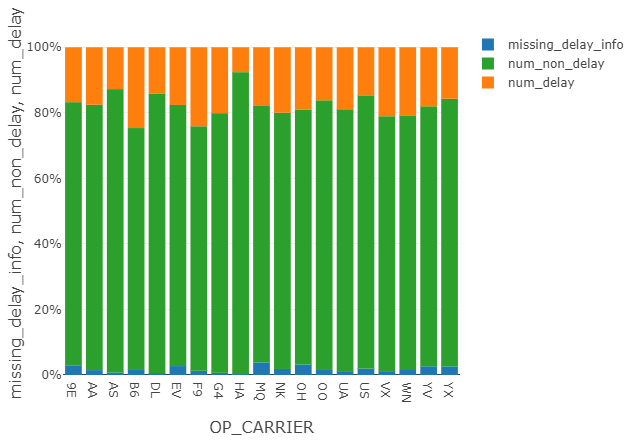 missing_delay_info, num_non_delay, num_delay
100%
80%
60%
40%
20%
0%
9E
AA
AS
B6
DL
EV
F9
G4
HA
MQ
NK
OH
OO
UA
US
VX
WN
YV
YX
OP_CARRIER
missing_delay_info
num_non_delay
num_delay